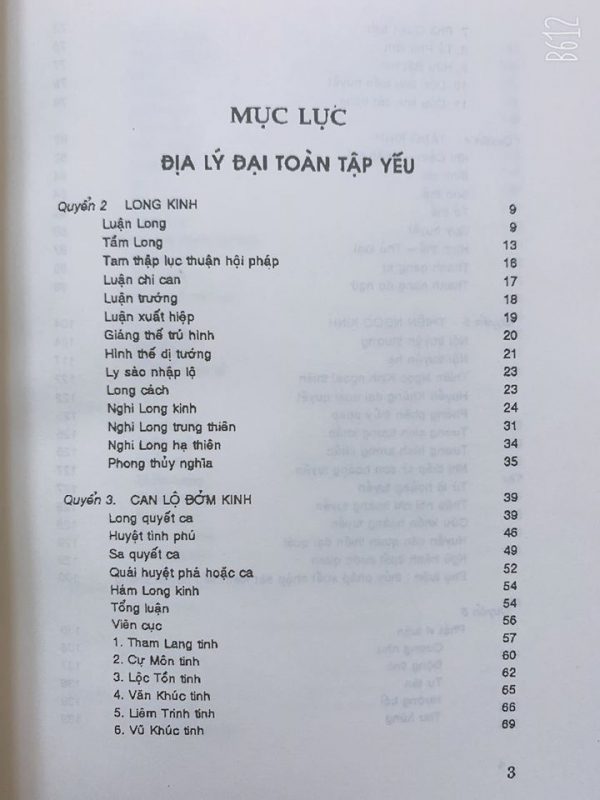 B612
MỤC LỤC
ĐỊA LÝ ĐẠI TOÀN TẬP YẾU
Quyển 2 LONG KINH 9
Luận Long 9
Tầm Long 13
Tam thập lục thuận hội pháp 16
Luận chi can 17
Luận trướng 18
Luận xuất hiệp 19
Giáng thế trú hình 20
Hình thế dị tướng 21
Ly sào nhập lộ 23
Long cách 23
Nghi Long kinh 24
Nghi Long trung thiên 31
Nghi Long hạ thiên 34
Phong thủy nghĩa 35
Quyển 3. CAN LỘ ĐỞM KINH 39
Long quyết ca 39
Huyệt tình phú 46
Sa quyết ca 49
Quái huyệt phá hoặc ca 52
Hám Long kinh 54
Tổng luận 54
Viên cục 56
1. Tham Lang tinh 57
2. Cự Môn tinh 60
3. Lộc Tồn tinh 62
4. Văn Khúc tinh 65
5. Liêm Trinh tinh 66
6. Vũ Khúc tinh 69
3